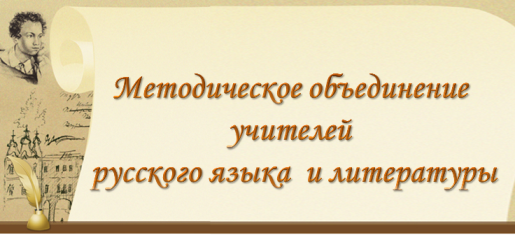 Методическое объединение
учителей
русского языка и литературы